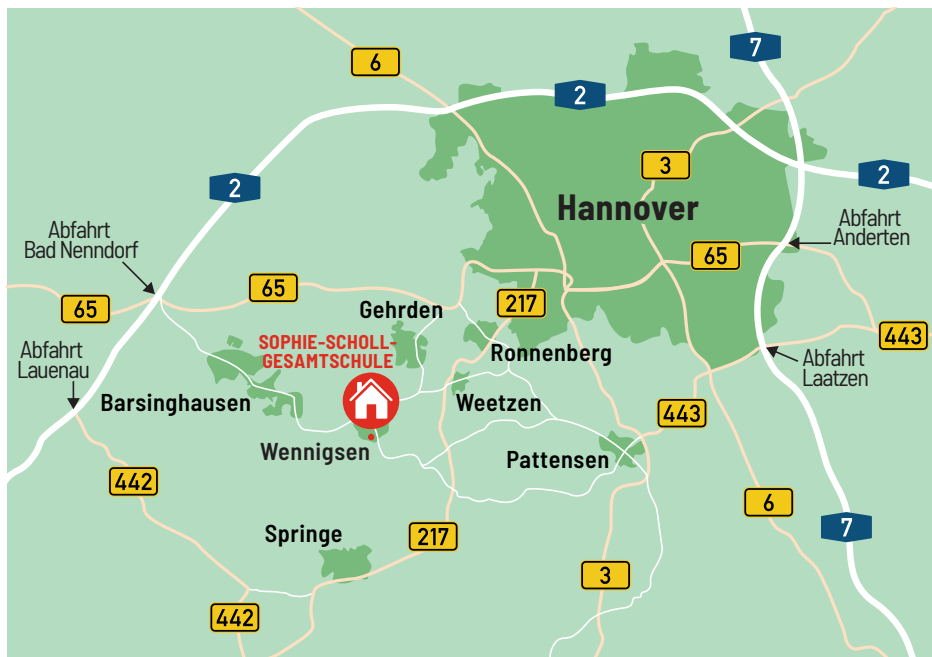 7
6
2
3
2
2
Hannover
Abfahrt
Bad Nenndorf
Abfahrt
Anderten
65
65
65
217
443
Gehrden
SOPHIE-SCHOLL-
GESAMTSCHULE
Ronnenberg
Abfahrt
Lauenau
Abfahrt
Laatzen
Barsinghausen
Weetzen
443
Wennigsen
Pattensen
442
6
7
Springe
217
3
442